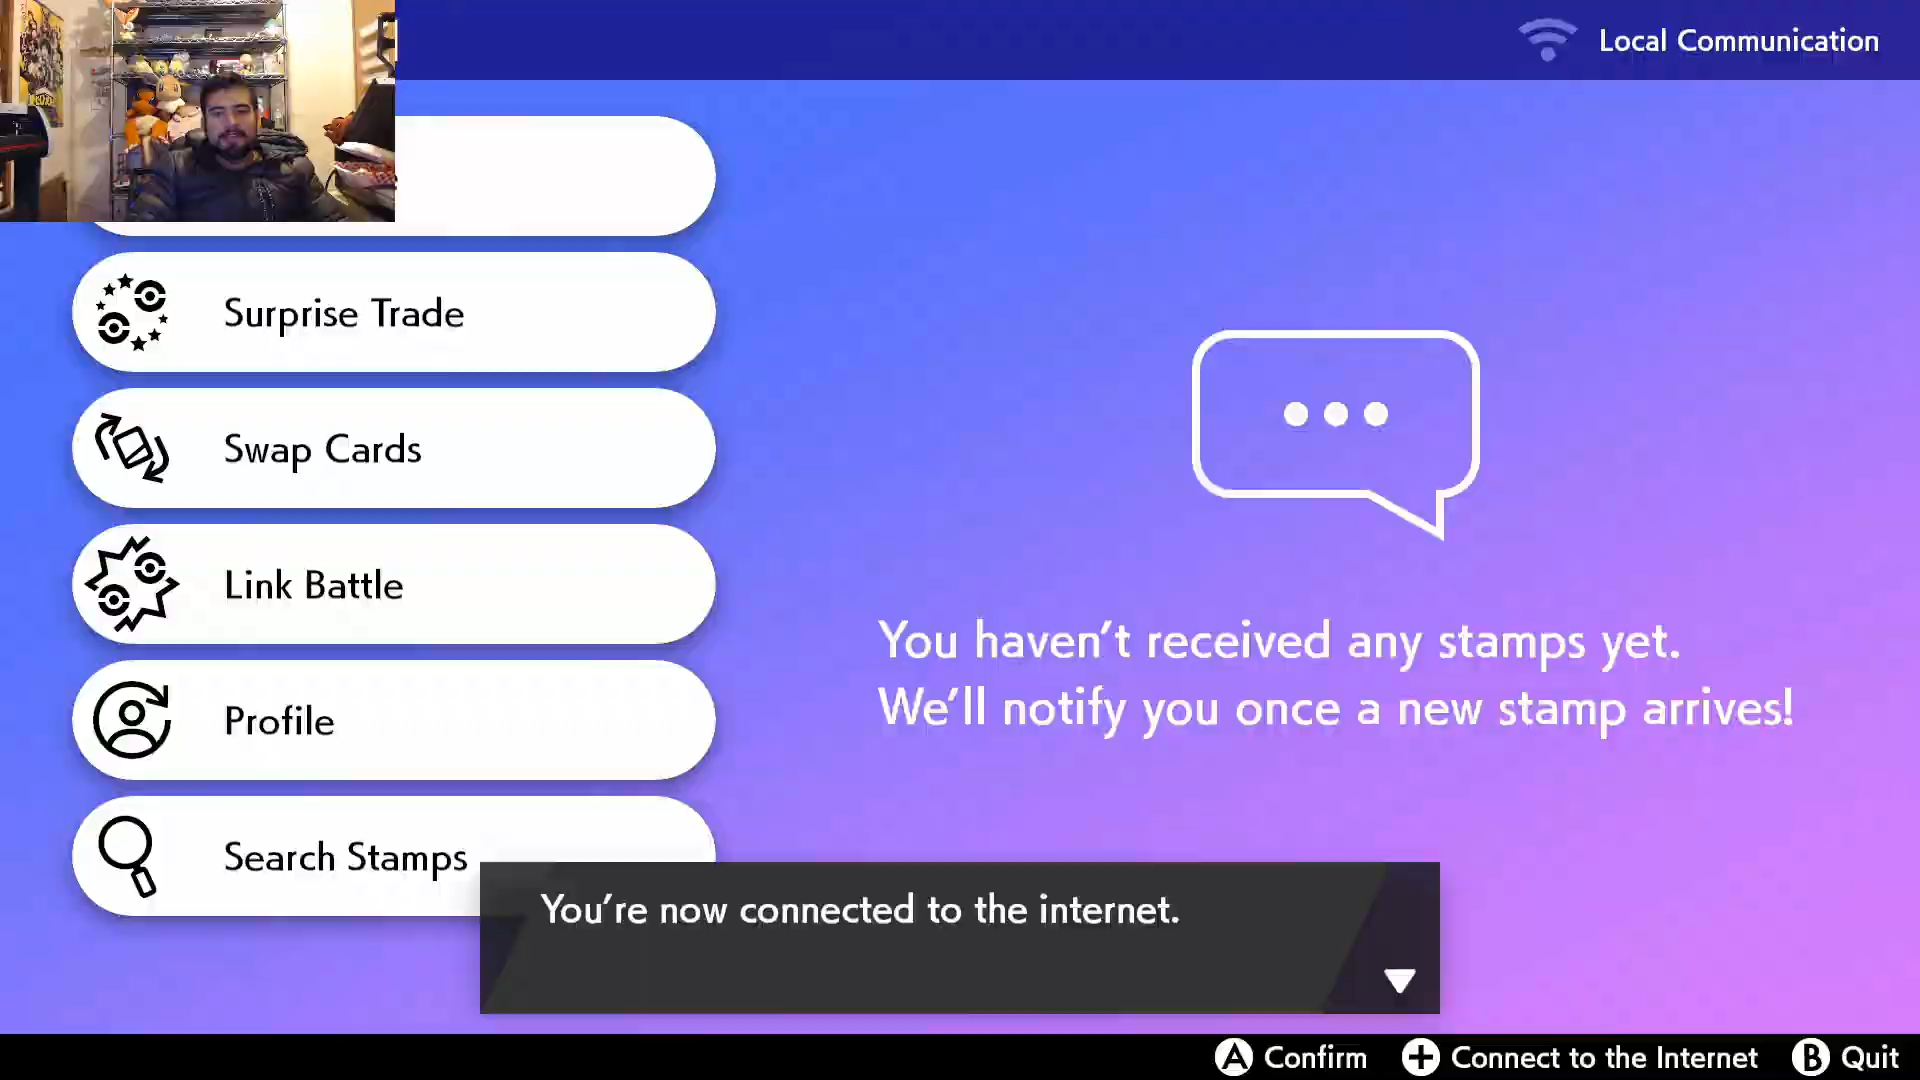 Local Communication
Surprise Trade
Swap Cards
Link Battle
Profile
Search Stamps
You haven't received any stamps yet.
We'll notify you once a new stamp arrives!
You're now connected to the internet.
A Confirm + Connect to the Internet B Quit